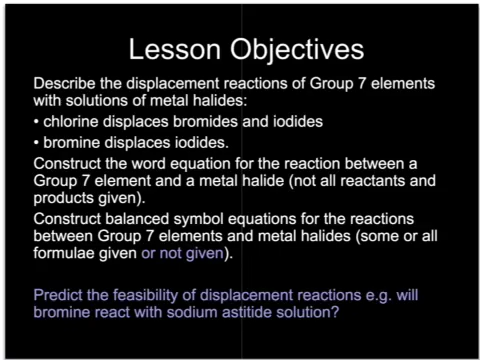 Lesson Objectives
Describe the displacement reactions of Group 7 elements
with solutions of metal halides:
• chlorine displaces bromides and iodides
• bromine displaces iodides.
Construct the word equation for the reaction between a
Group 7 element and a metal halide (not all reactants and
products given).
Construct balanced symbol equations for the reactions
between Group 7 elements and metal halides (some or all
formulae given or not given).
Predict the feasibility of displacement reactions e.g. will
bromine react with sodium astitide solution?